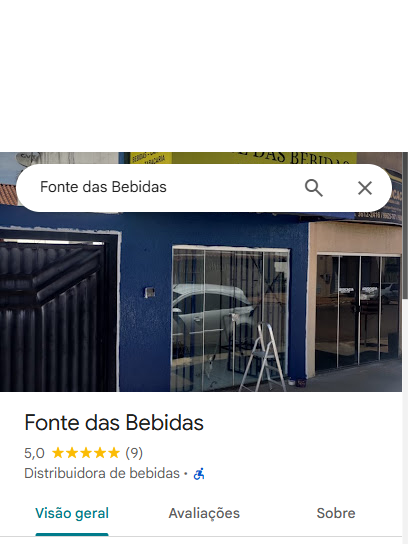 DAS BEBIDAS
Fonte das Bebidas
Fonte das Bebidas
5,0 (9)
Distribuidora de bebidas ·
Visão geral
Avaliações
Sobre